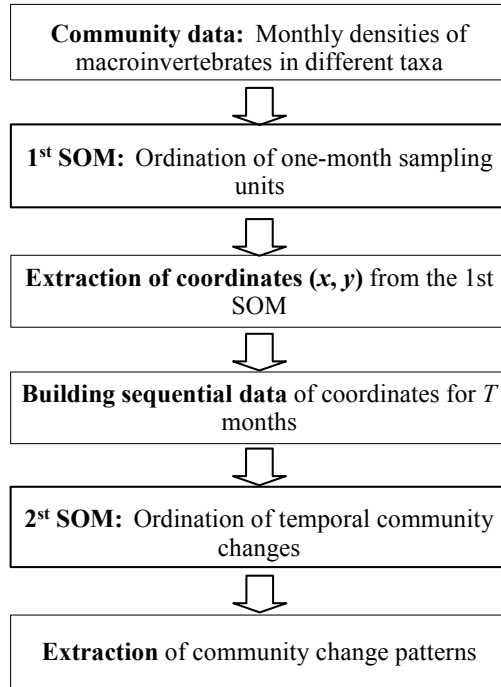 Community data: Monthly densities of
macroinvertebrates in different taxa
1st SOM: Ordination of one-month sampling
units
Extraction of coordinates (x, y) from the 1st
SOM
Building sequential data of coordinates for T
months
2st SOM: Ordination of temporal community
changes
Extraction of community change patterns